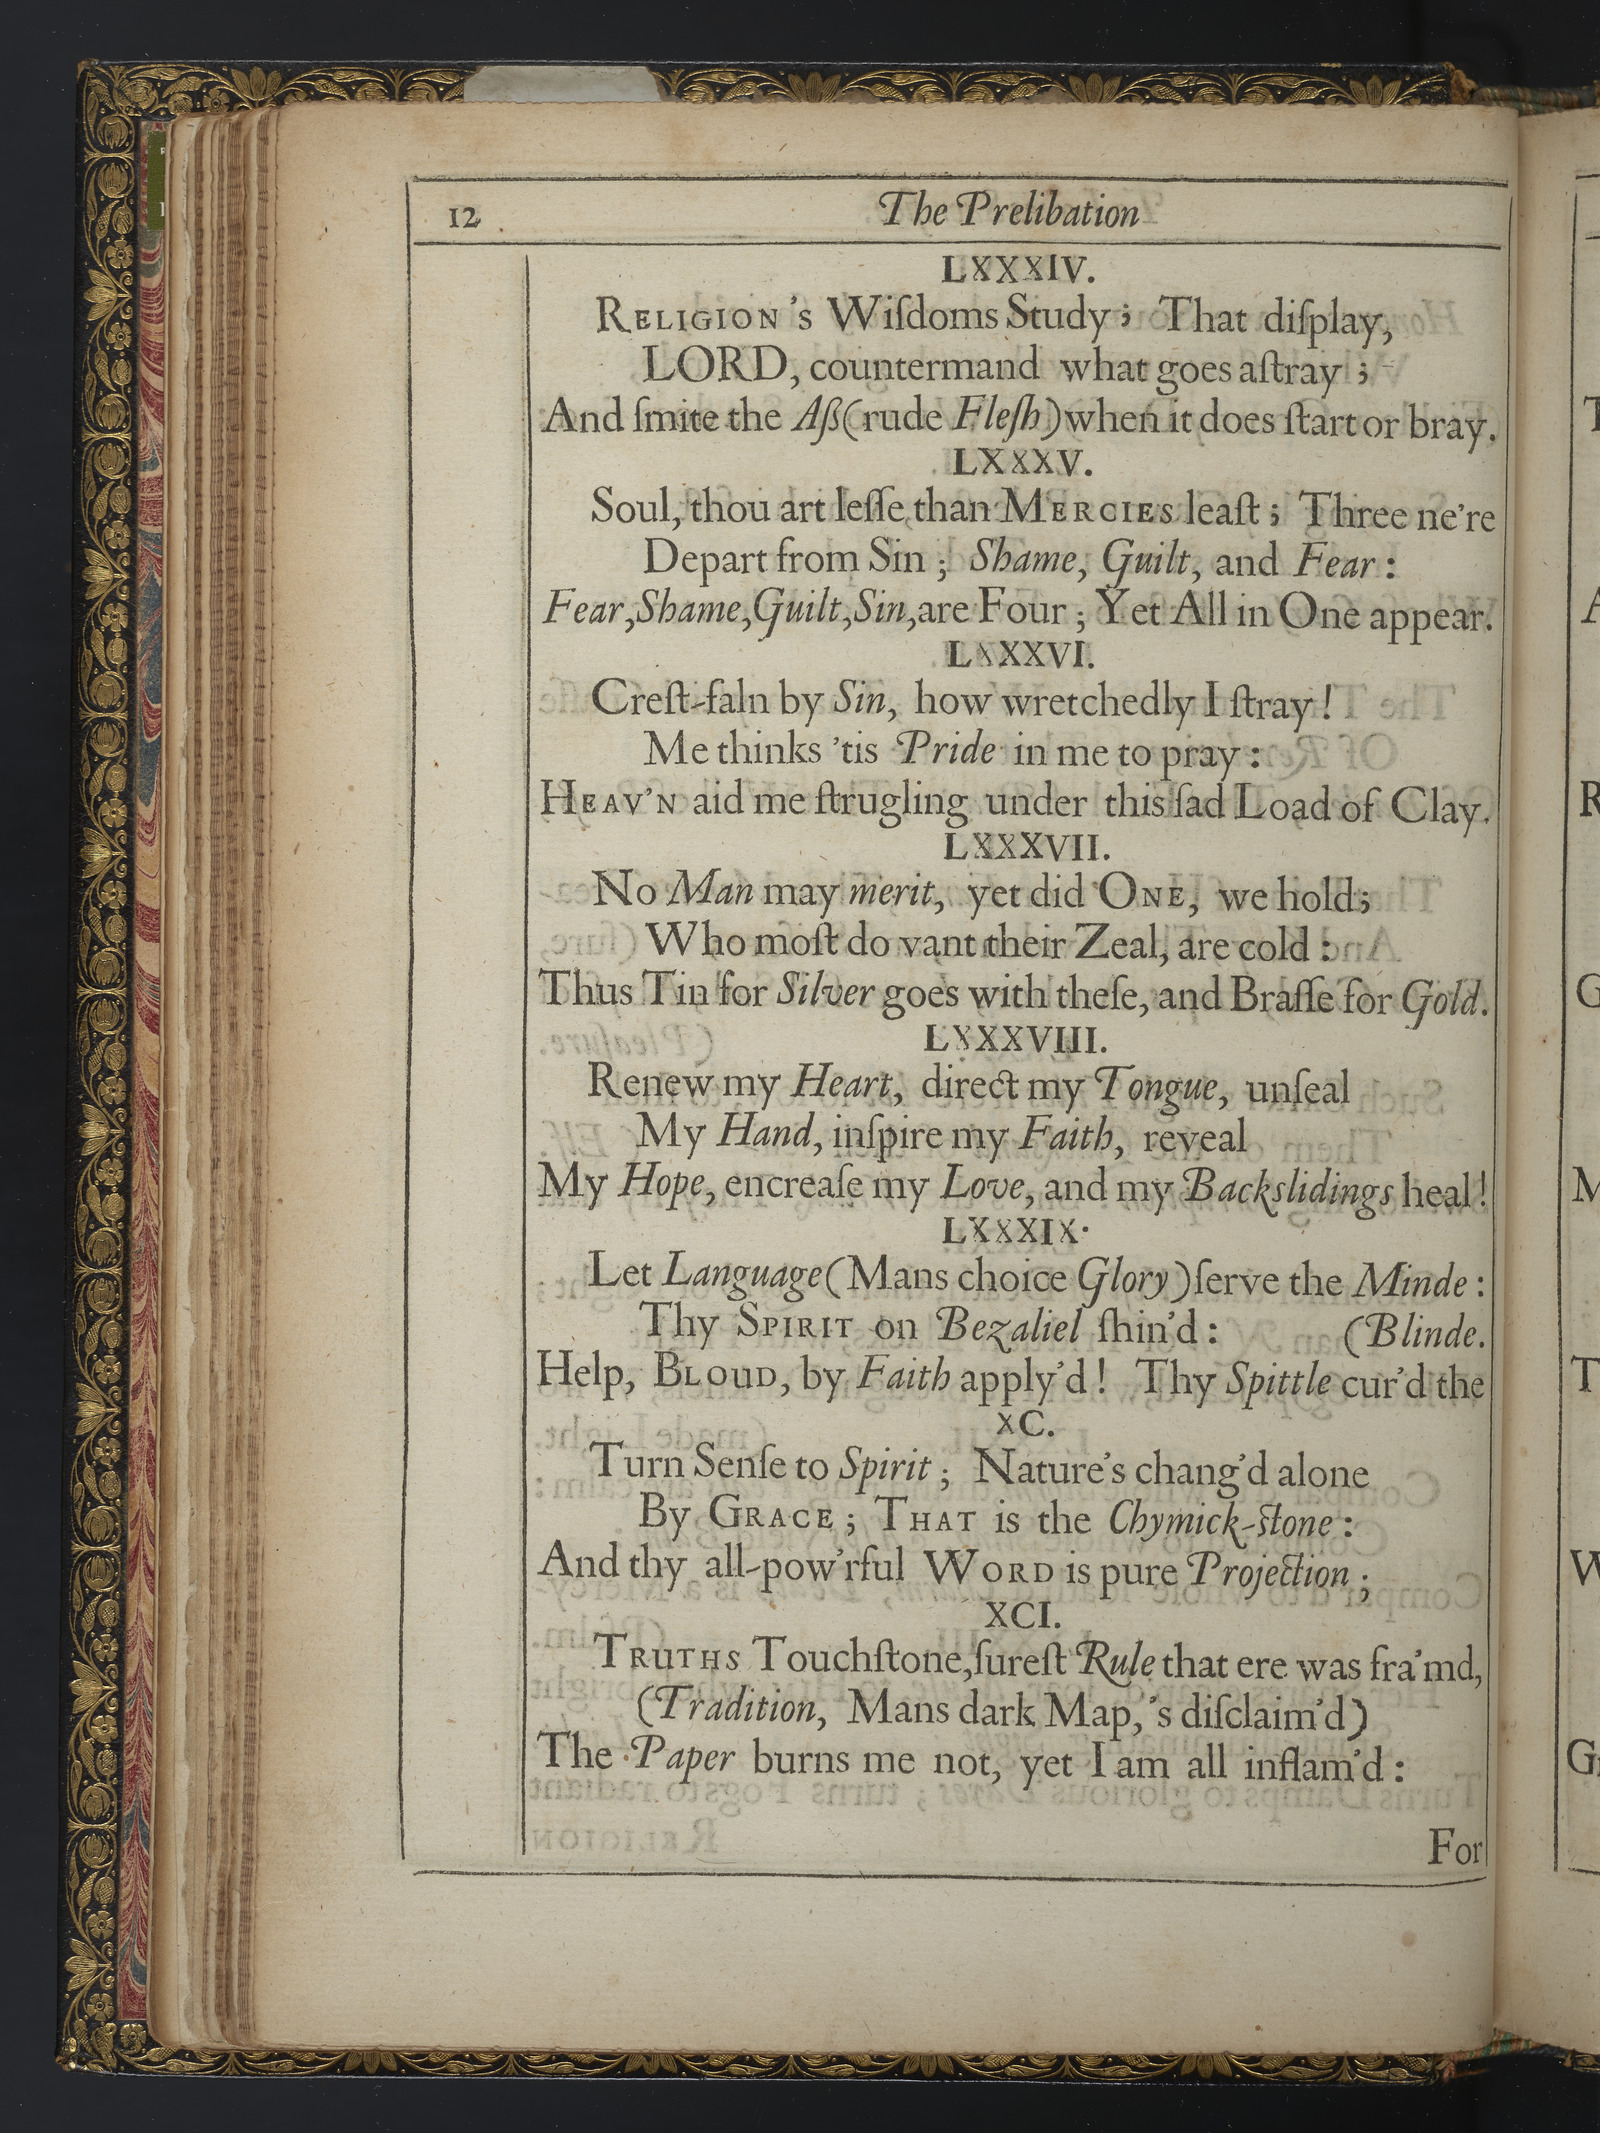 12 The Prelibation
LXXXIV.
RELIGION's Wiſdoms Study; That diſplay,
LORD, countermand what goes aſtray;
And ſmite the Aß(rude Fleſh)when it does ſtart or bray.
LXXXV.
Soul, thou art leſſe than MERCIES leaſt; Three ne're
Depart from Sin; Shame, Guilt, and Fear:
Fear,Shame,Guilt,Sin,are Four; Yet All in One appear.
LXXXVI.
Creſt-faln by Sin, how wretchedly I ſtray!
Me thinks 'tis Pride in me to pray:
HEAV'N aid me ſtrugling under this ſad Load of Clay.
LXXXVII.
No Man may merit, yet did ONE, we hold;
Who moſt do vant their Zeal, are cold:
Thus Tin for Silver goes with theſe, and Braſſe for Gold.
LXXXVIII.
Renew my Heart, direct my Tongue, unſeal
My Hand, inſpire my Faith, reveal
My Hope, encreaſe my Love, and my Backslidings heal!
LXXXIX.
Let Language(Mans choice Glory)ſerve the Minde:
Thy SPIRIT on Bezaliel ſhin'd: (Blinde.
Help, BLOUD, by Faith apply'd! Thy Spittle cur'd the
XC.
Turn Senſe to Spirit; Nature's chang'd alone
By GRACE; THAT is the Chymick-ſtone:
And thy all-pow'rful WORD is pure Projection;
XCI.
TRUTHS Touchſtone,ſureſt Rule that ere was fra'md,
(Tradition, Mans dark Map,'s diſclaim'd)
The Paper burns me not, yet I am all inflam'd:
For